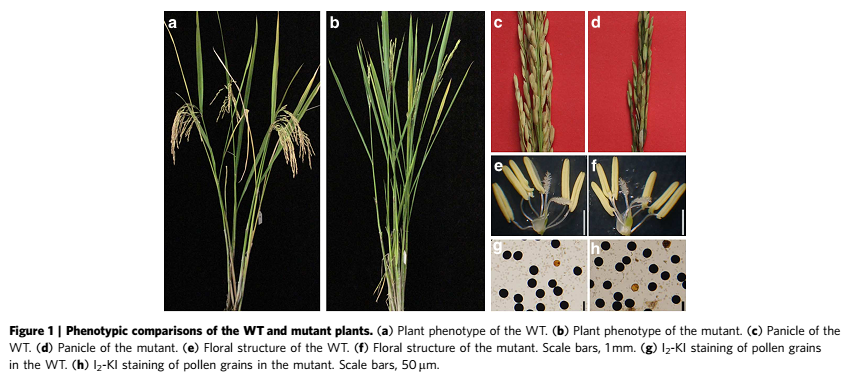 a b c d
e f
g h
Figure 1 | Phenotypic comparisons of the WT and mutant plants. (a) Plant phenotype of the WT. (b) Plant phenotype of the mutant. (c) Panicle of the
WT. (d) Panicle of the mutant. (e) Floral structure of the WT. (f) Floral structure of the mutant. Scale bars, 1 mm. (g) I₂-KI staining of pollen grains
in the WT. (h) I₂-KI staining of pollen grains in the mutant. Scale bars, 50 μm.